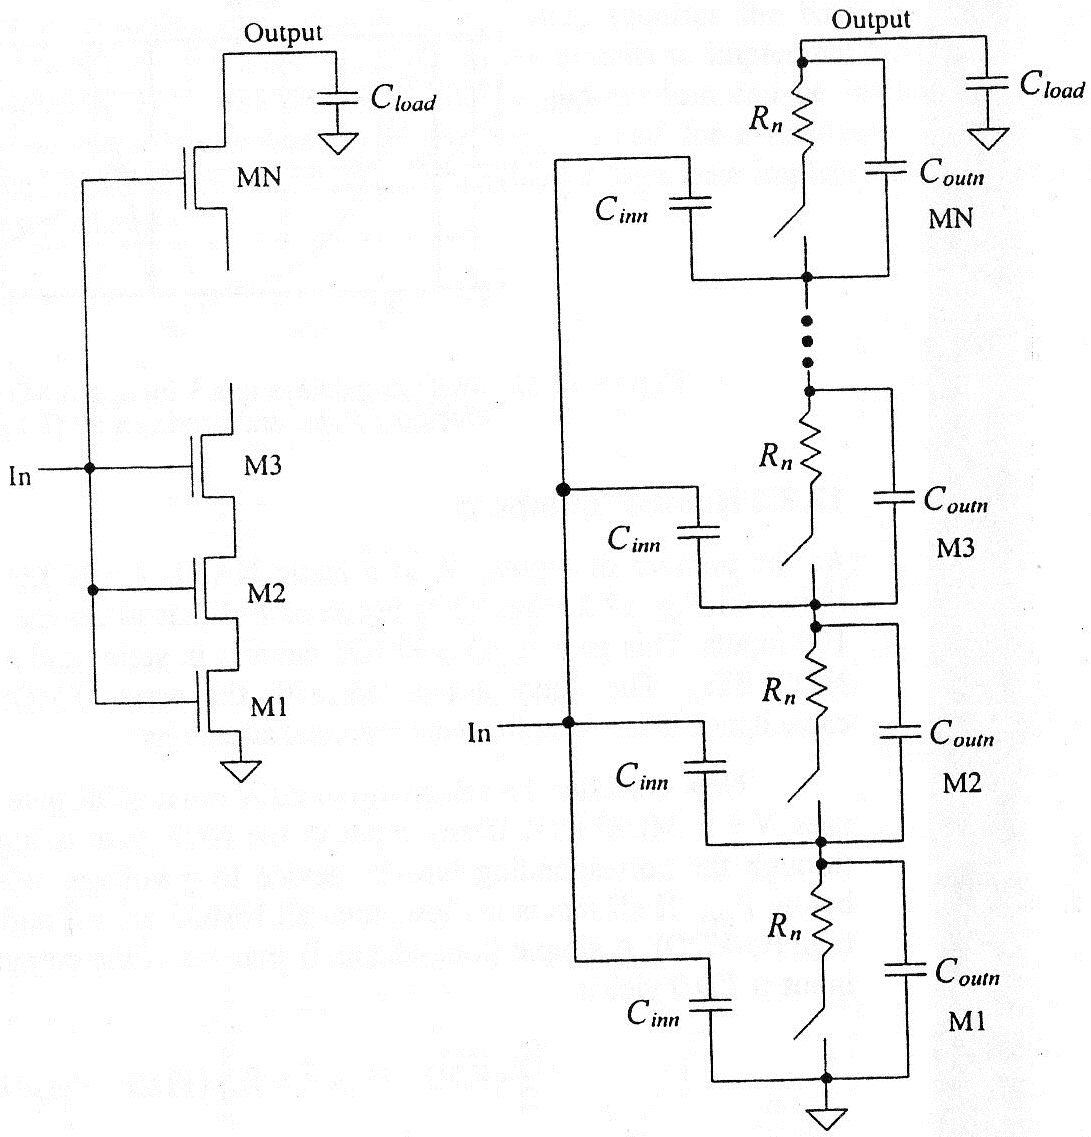 Output
C_load
MN
In
M3
M2
M1
Output
C_load
R_n
C_outn
MN
C_inn
R_n
C_outn
M3
C_inn
R_n
C_outn
M2
In
C_inn
R_n
C_outn
M1
C_inn